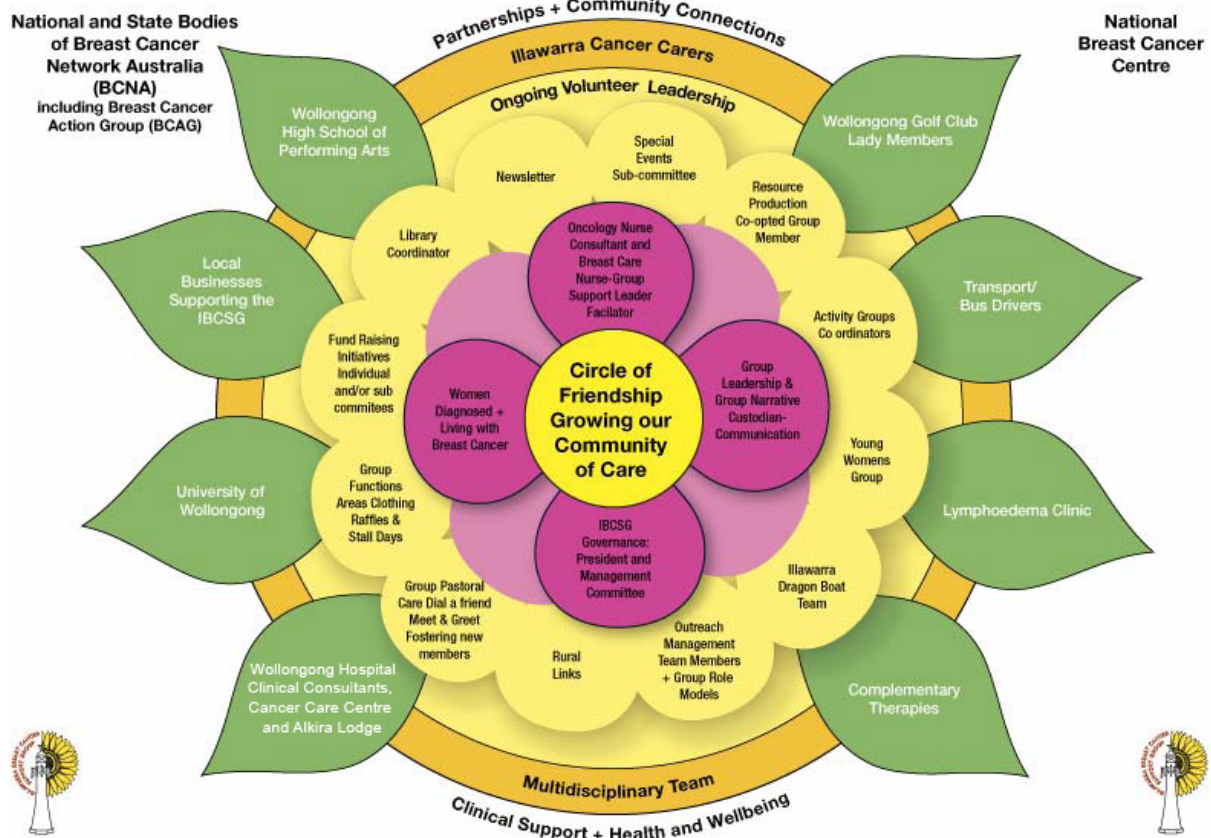 National and State Bodies
of Breast Cancer
Network Australia
(BCNA)
including Breast Cancer
Action Group (BCAG)
National
Breast Cancer
Centre
Partnerships + Community Connections
Illawarra Cancer Carers
Ongoing Volunteer Leadership
Wollongong
High School of
Performing Arts
Wollongong Golf Club
Lady Members
Local
Businesses
Supporting the
IBCSG
Transport/
Bus Drivers
University of
Wollongong
Lymphoedema Clinic
Wollongong Hospital
Clinical Consuitants,
Cancer Care Centre
and Alkira Lodge
Complementary
Therapies
Newsletter
Special
Events
Sub-committee
Resource
Production
Co-opted Group
Member
Library
Coordinator
Activity Groups
Co ordinators
Fund Raising
Initiatives
Individual
and/or sub
commitees
Young
Womens
Group
Group
Functions
Areas Clothing
Raffles &
Stall Days
Illawarra
Dragon Boat
Team
Group Pastoral
Care Dial a friend
Meet & Greet
Fostering new
members
Rural
Links
Outreach
Management
Team Members
+ Group Role
Models
Oncology Nurse
Consultant and
Breast Care
Nurse-Group
Support Leader
Facilator
Women
Diagnosed +
Living with
Breast Cancer
Circle of
Friendship
Growing our
Community
of Care
Group
Leadership &
Group Narrative
Custodian-
Communication
IBCSG
Governance:
President and
Management
Committee
Multidisciplinary Team
Clinical Support + Health and Wellbeing